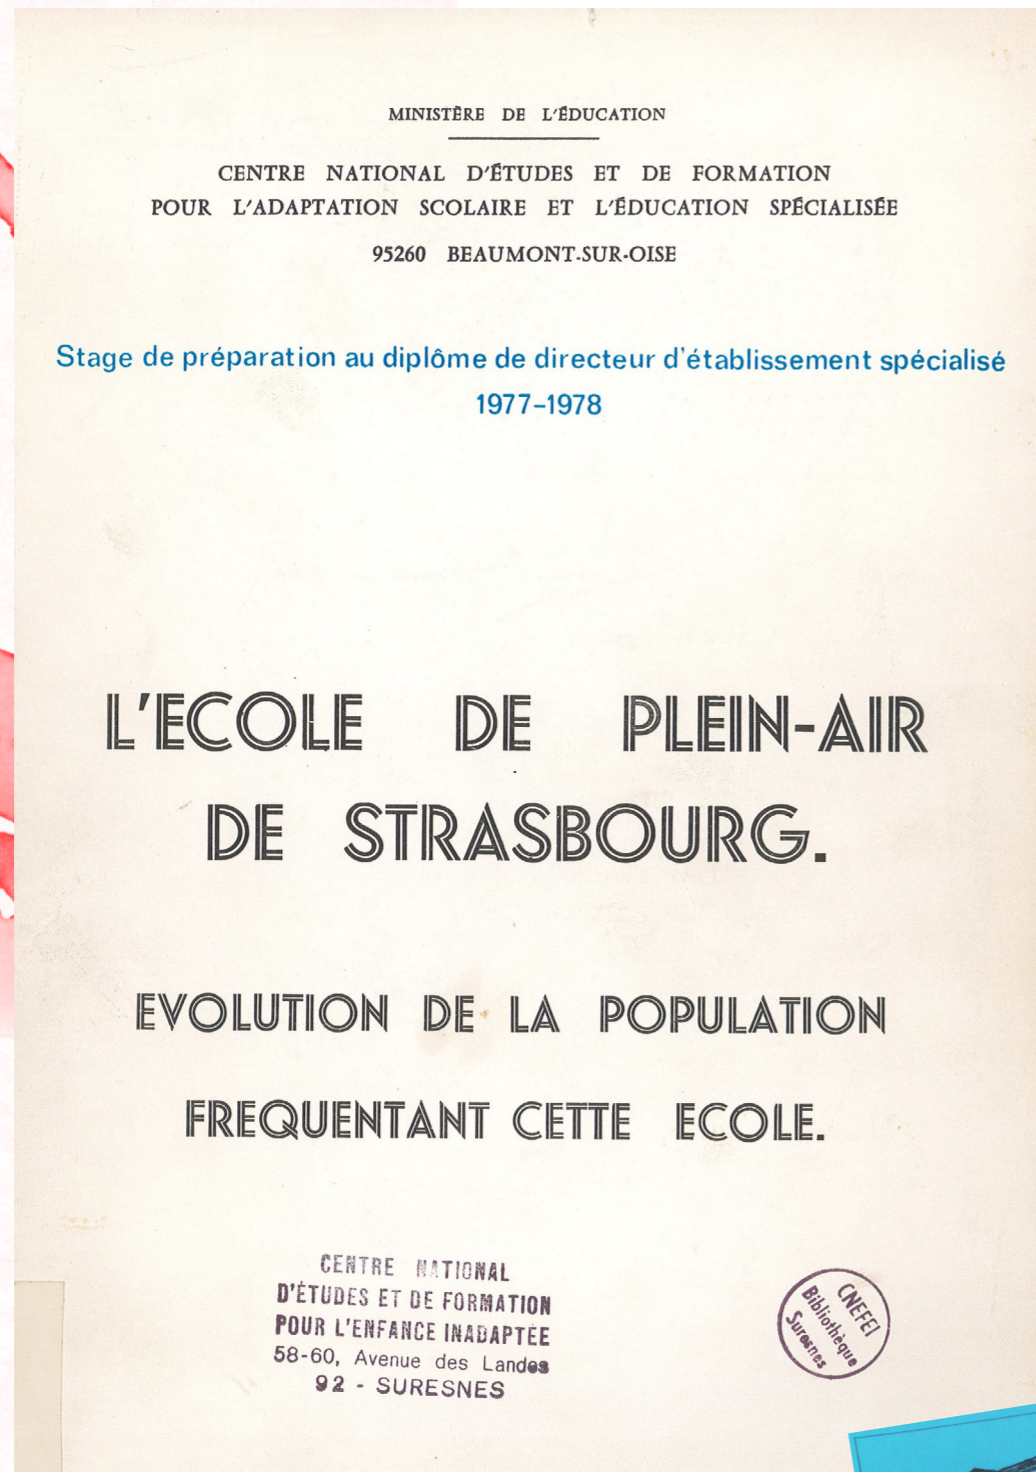 MINISTÈRE DE L'ÉDUCATION
CENTRE NATIONAL D'ÉTUDES ET DE FORMATION
POUR L'ADAPTATION SCOLAIRE ET L'ÉDUCATION SPÉCIALISÉE
95260 BEAUMONT-SUR-OISE
Stage de préparation au diplôme de directeur d'établissement spécialisé
1977-1978
L'ECOLE DE PLEIN-AIR
DE STRASBOURG.
EVOLUTION DE LA POPULATION
FREQUENTANT CETTE ECOLE.
CENTRE NATIONAL
D'ÉTUDES ET DE FORMATION
POUR L'ENFANCE INADAPTÉE
58-60, Avenue des Landes
92 - SURESNES
CNEFEI
Bibliothèque
Suresnes